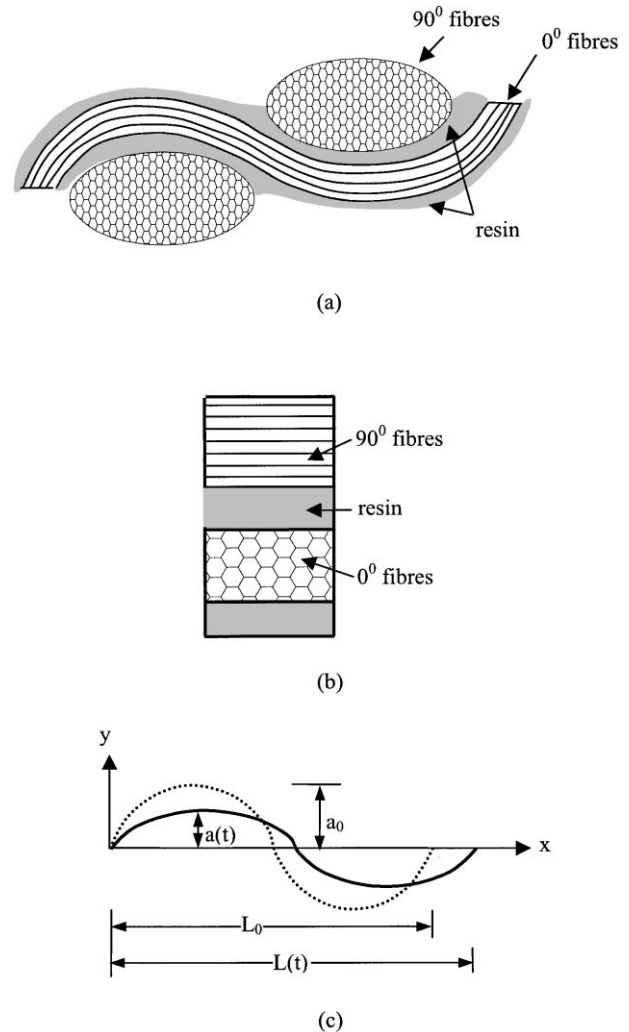 90⁰ fibres
0⁰ fibres
resin
(a)
90⁰ fibres
resin
0⁰ fibres
(b)
y
a₀
a(t)
x
L₀
L(t)
(c)